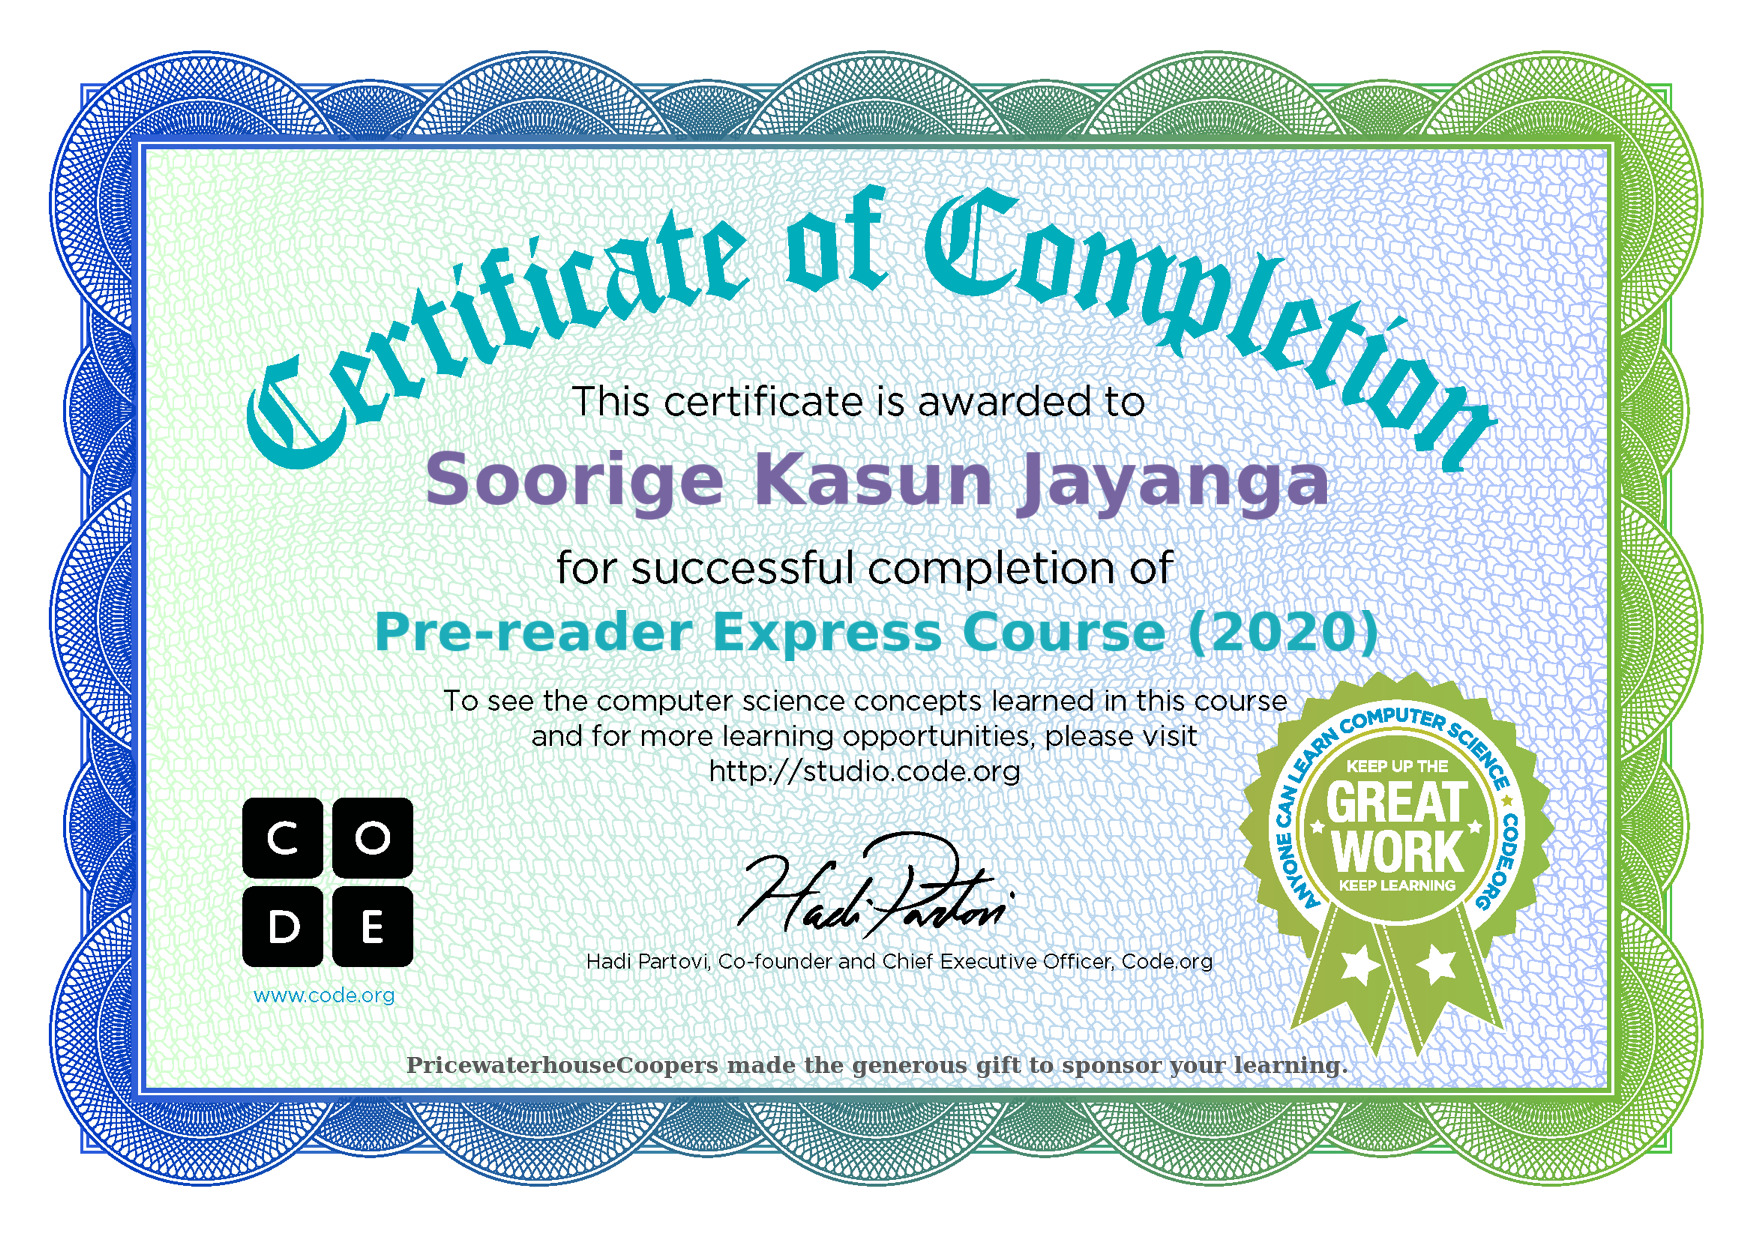 Certificate of Completion
This certificate is awarded to
Soorige Kasun Jayanga
for successful completion of
Pre-reader Express Course (2020)
To see the computer science concepts learned in this course
and for more learning opportunities, please visit
http://studio.code.org
C O
D E
www.code.org
Hadi Partovi
Hadi Partovi, Co-founder and Chief Executive Officer, Code.org
ANYONE CAN LEARN COMPUTER SCIENCE ★ CODE.ORG
KEEP UP THE
GREAT
WORK
KEEP LEARNING
PricewaterhouseCoopers made the generous gift to sponsor your learning.